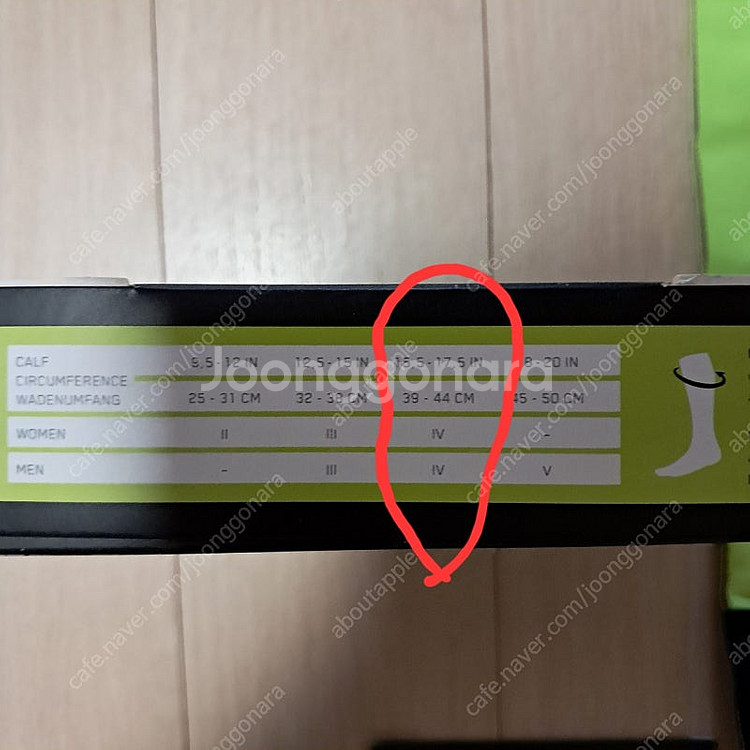 CALF 9,5 - 12 IN 12,5 - 15 IN 15,5 - 17,5 IN - 20 IN
CIRCUMFERENCE
WADENUMFANG 25 - 31 CM 32 - 38 CM 39 - 44 CM 45 - 50 CM
WOMEN II III IV -
MEN - III IV V
Joonggonara
cafe.naver.com/joonggonara
aboutapple